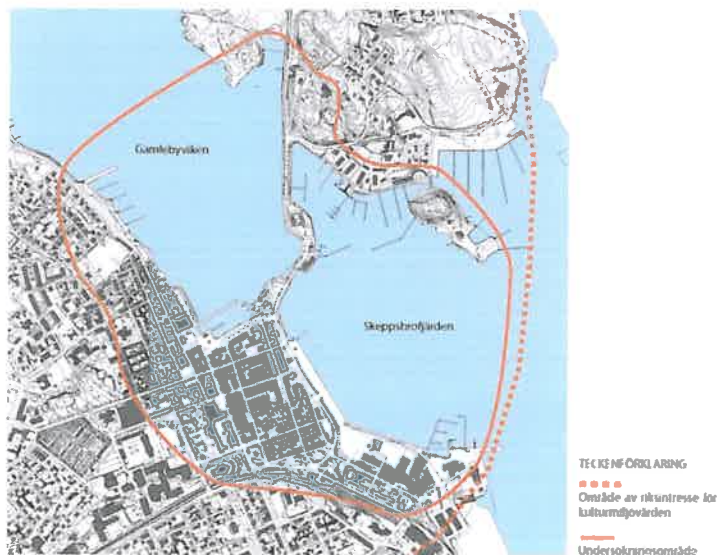 Gamlebyviken
Skeppsbrofjärden
TECKENFÖRKLARING
Område av riksintresse för
kulturmiljövården
Undersökningsområde